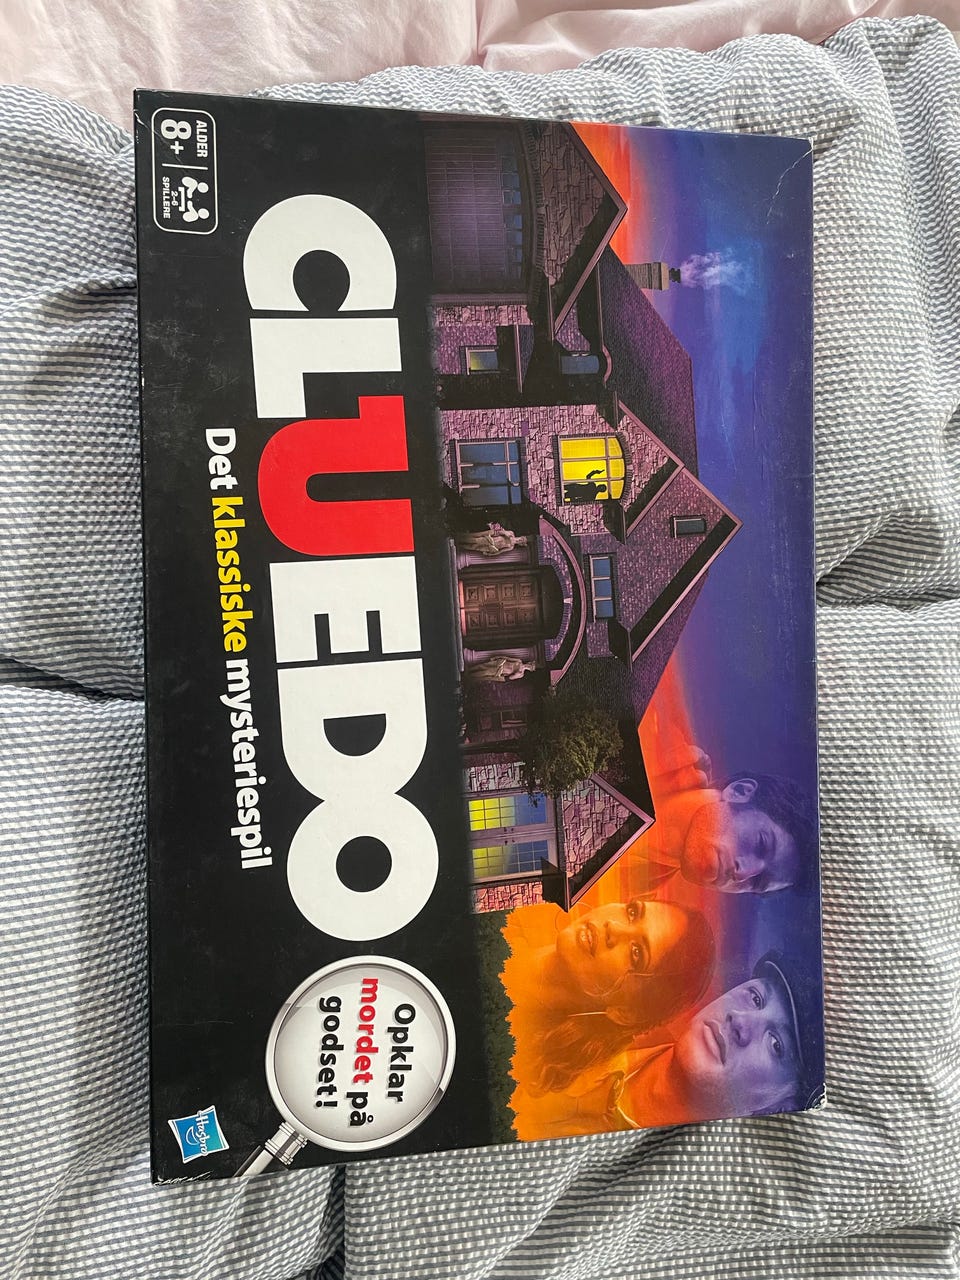 ALDER
8+
2-6
SPILLERE
CLUEDO
Det klassiske mysteriespil
Opklar
mordet på
godset!
Hasbro